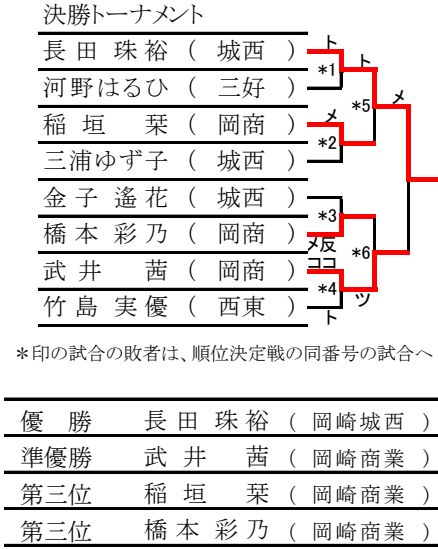 決勝トーナメント
長田 珠裕 ( 城西 ) ト
*1 ト
河野はるひ ( 三好 )
*5 メ
稲垣 栞 ( 岡商 ) メ
*2
三浦ゆず子 ( 城西 )
金子 遙花 ( 城西 )
*3
橋本 彩乃 ( 岡商 ) メ反
*6
武井 茜 ( 岡商 ) ココ
*4 ツ
竹島 実優 ( 西東 ) ト
*印の試合の敗者は、順位決定戦の同番号の試合へ
優勝 長田 珠裕 ( 岡崎城西 )
準優勝 武井 茜 ( 岡崎商業 )
第三位 稲垣 栞 ( 岡崎商業 )
第三位 橋本 彩乃 ( 岡崎商業 )